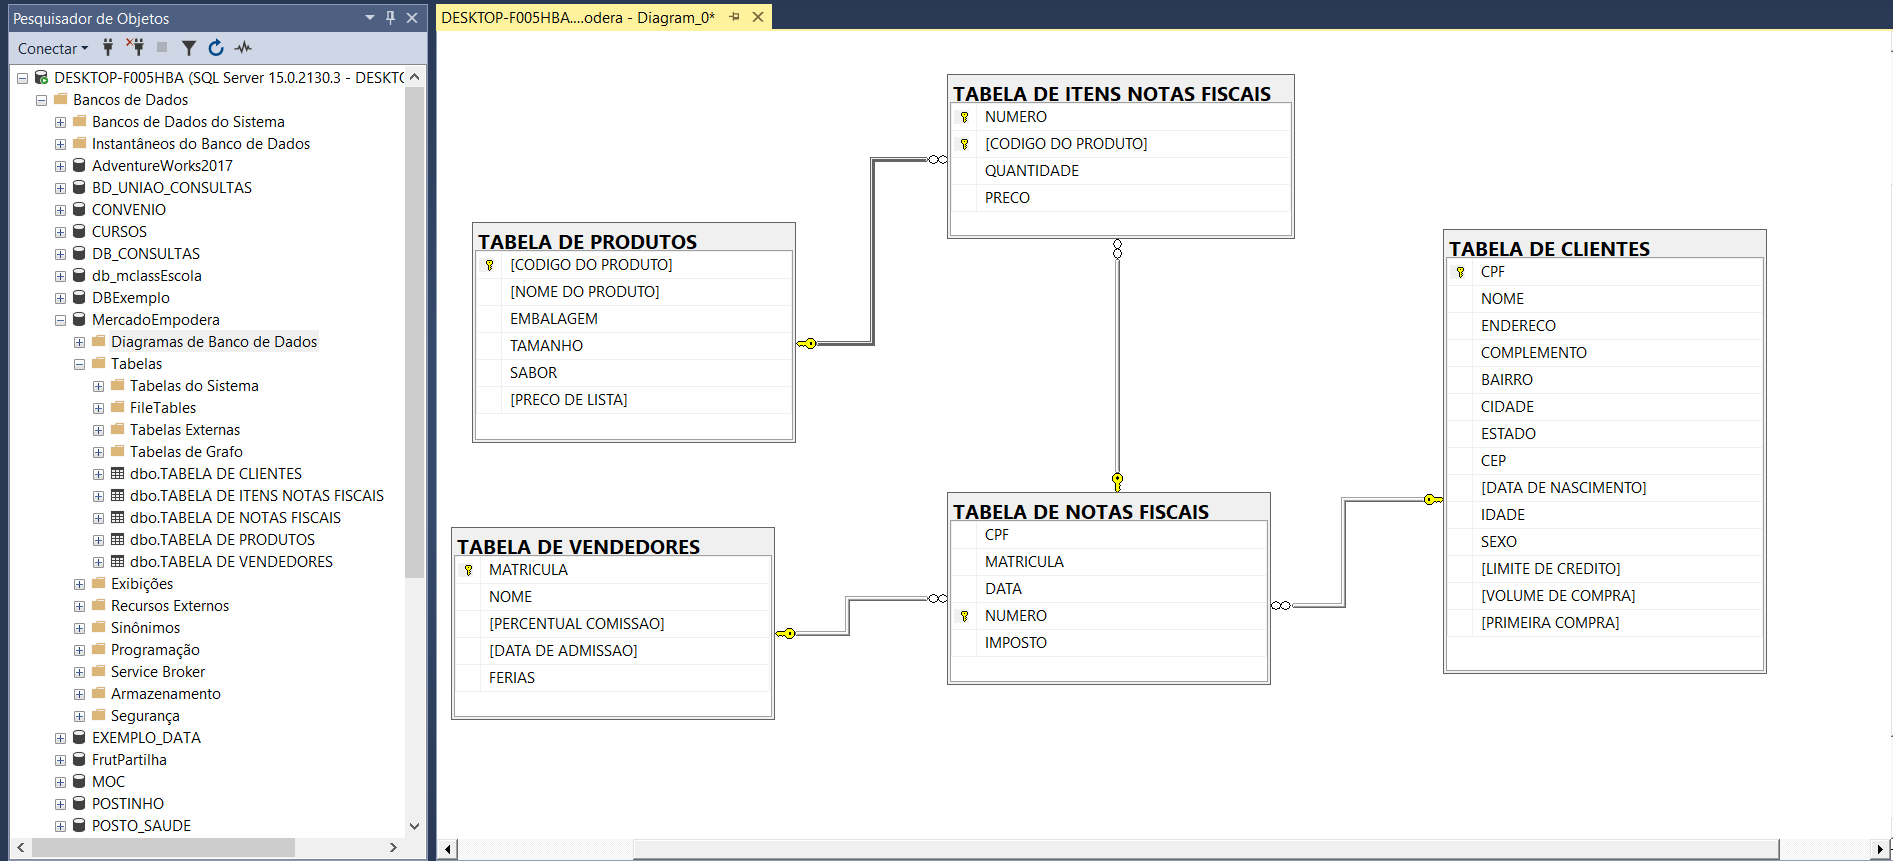 Pesquisador de Objetos
Conectar
DESKTOP-F005HBA (SQL Server 15.0.2130.3 - DESKTO
Bancos de Dados
Bancos de Dados do Sistema
Instantâneos do Banco de Dados
AdventureWorks2017
BD_UNIAO_CONSULTAS
CONVENIO
CURSOS
DB_CONSULTAS
db_mclassEscola
DBExemplo
MercadoEmpodera
Diagramas de Banco de Dados
Tabelas
Tabelas do Sistema
FileTables
Tabelas Externas
Tabelas de Grafo
dbo.TABELA DE CLIENTES
dbo.TABELA DE ITENS NOTAS FISCAIS
dbo.TABELA DE NOTAS FISCAIS
dbo.TABELA DE PRODUTOS
dbo.TABELA DE VENDEDORES
Exibições
Recursos Externos
Sinônimos
Programação
Service Broker
Armazenamento
Segurança
EXEMPLO_DATA
FrutPartilha
MOC
POSTINHO
POSTO_SAUDE
DESKTOP-F005HBA....odera - Diagram_0*
TABELA DE ITENS NOTAS FISCAIS
NUMERO
[CODIGO DO PRODUTO]
QUANTIDADE
PRECO
TABELA DE PRODUTOS
[CODIGO DO PRODUTO]
[NOME DO PRODUTO]
EMBALAGEM
TAMANHO
SABOR
[PRECO DE LISTA]
TABELA DE CLIENTES
CPF
NOME
ENDERECO
COMPLEMENTO
BAIRRO
CIDADE
ESTADO
CEP
[DATA DE NASCIMENTO]
IDADE
SEXO
[LIMITE DE CREDITO]
[VOLUME DE COMPRA]
[PRIMEIRA COMPRA]
TABELA DE VENDEDORES
MATRICULA
NOME
[PERCENTUAL COMISSAO]
[DATA DE ADMISSAO]
FERIAS
TABELA DE NOTAS FISCAIS
CPF
MATRICULA
DATA
NUMERO
IMPOSTO